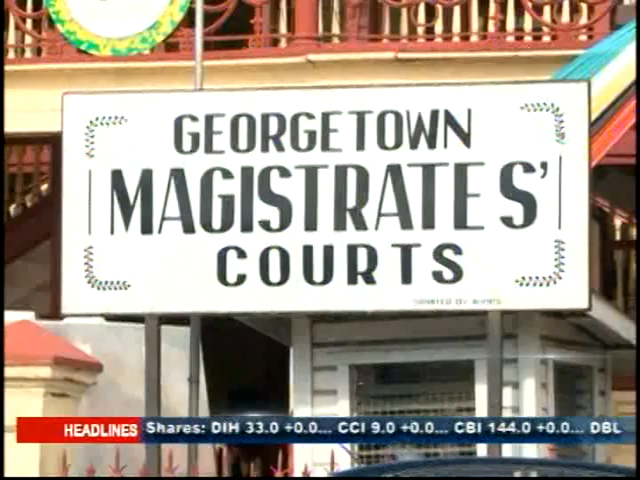 GEORGETOWN
MAGISTRATES'
COURTS
HEADLINES Shares: DIH 33.0 +0.0... CCI 9.0 +0.0... CBI 144.0 +0.0... DBL